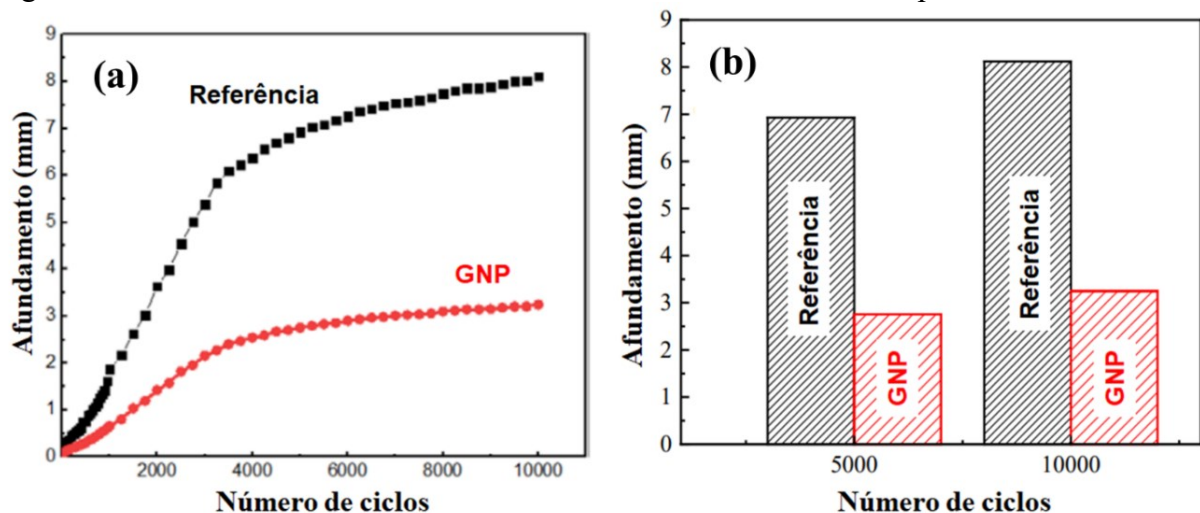 (a)
Referência
GNP
Afundamento (mm)
9
8
7
6
5
4
3
2
1
0
2000 4000 6000 8000 10000
Número de ciclos
(b)
Afundamento (mm)
9
8
7
6
5
4
3
2
1
0
Referência
GNP
Referência
GNP
5000 10000
Número de ciclos